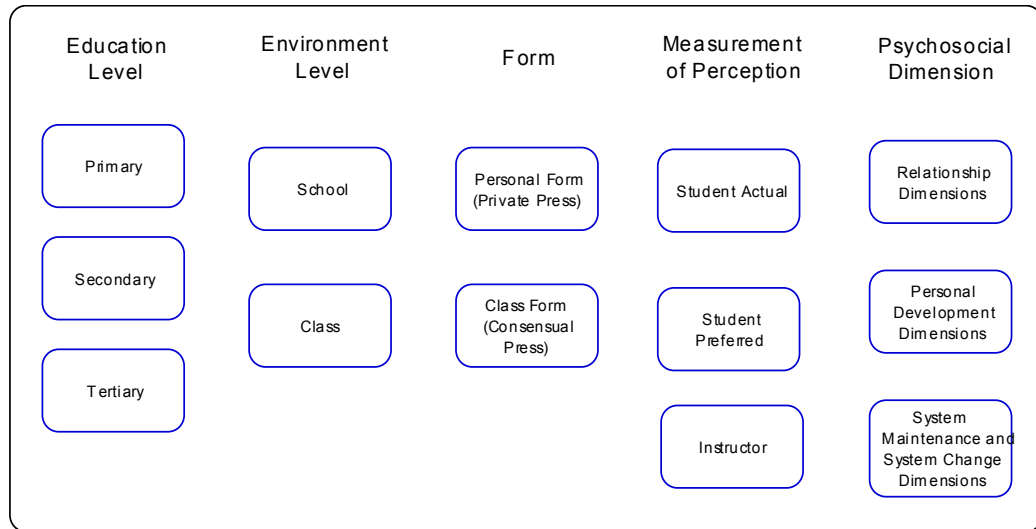 Education
Level
Environment
Level
Form
Measurement
of Perception
Psychosocial
Dimension
Primary
Secondary
Tertiary
School
Class
Personal Form
(Private Press)
Class Form
(Consensual
Press)
Student Actual
Student
Preferred
Instructor
Relationship
Dimensions
Personal
Development
Dimensions
System
Maintenance and
System Change
Dimensions